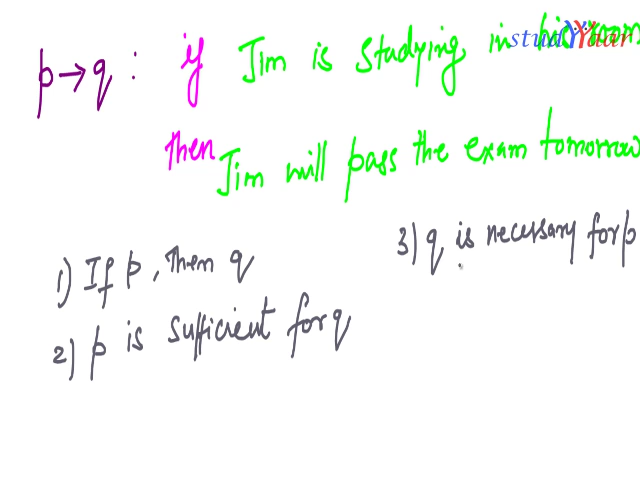 p → q : if Jim is studying in his room
studYYaar
then Jim will pass the exam tomorrow
1) If p, then q
2) p is sufficient for q
3) q is necessary for p